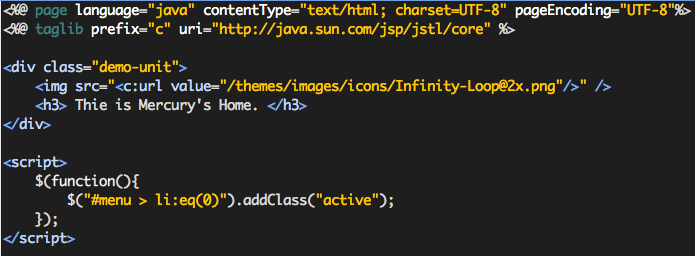 <%@ page language="java" contentType="text/html; charset=UTF-8" pageEncoding="UTF-8"%>
<%@ taglib prefix="c" uri="http://java.sun.com/jsp/jstl/core" %>
<div class="demo-unit">
<img src="<c:url value="/themes/images/icons/Infinity-Loop@2x.png"/>" />
<h3> Thie is Mercury's Home. </h3>
</div>
<script>
$(function(){
$("#menu > li:eq(0)").addClass("active");
});
</script>